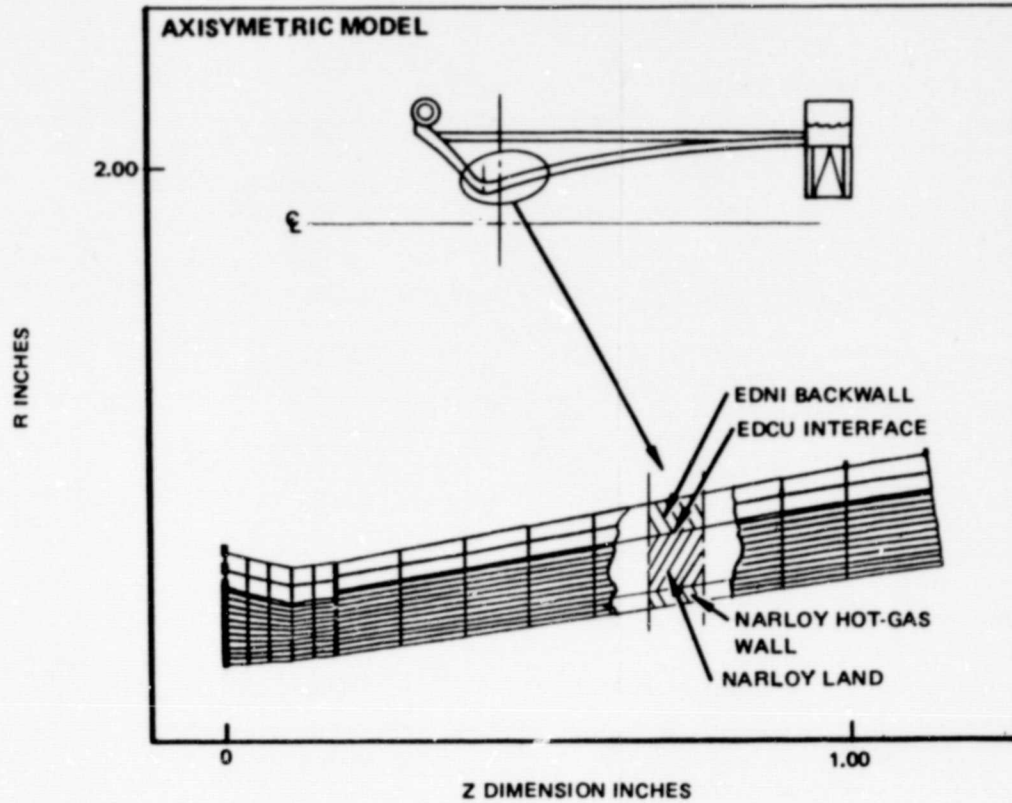 AXISYMETRIC MODEL
2.00
℄
R INCHES
EDNI BACKWALL
EDCU INTERFACE
NARLOY HOT-GAS
WALL
NARLOY LAND
0
1.00
Z DIMENSION INCHES